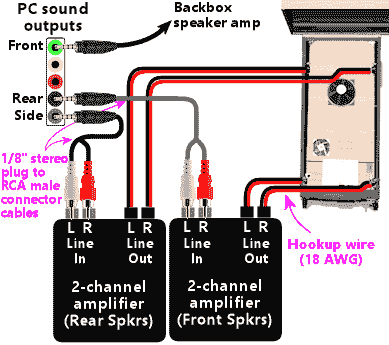 PC sound
outputs
Backbox
speaker amp
Front
Rear
Side
1/8" stereo
plug to
RCA male
connector
cables
L R
Line
In
L R
Line
Out
L R
Line
In
L R
Line
Out
Hookup wire
(18 AWG)
2-channel
amplifier
(Rear Spkrs)
2-channel
amplifier
(Front Spkrs)